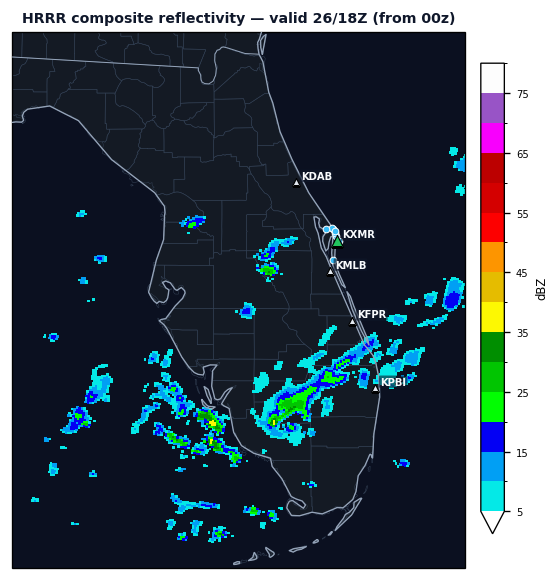 HRRR composite reflectivity — valid 26/18Z (from 00z)
KDAB
KXMR
KMLB
KFPR
KPBI
75
65
55
45
35
25
15
5
dBZ